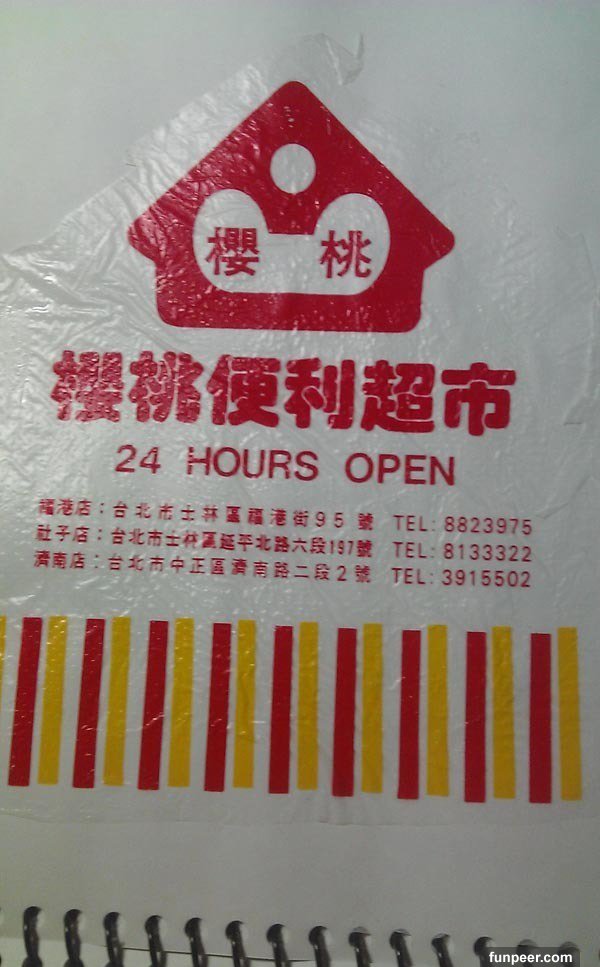 櫻 桃
櫻桃便利超市
24 HOURS OPEN
福港店:台北市士林區福港街95號 TEL: 8823975
社子店:台北市士林區延平北路六段197號 TEL: 8133322
濟南店:台北市中正區濟南路二段2號 TEL: 3915502
funpeer.com